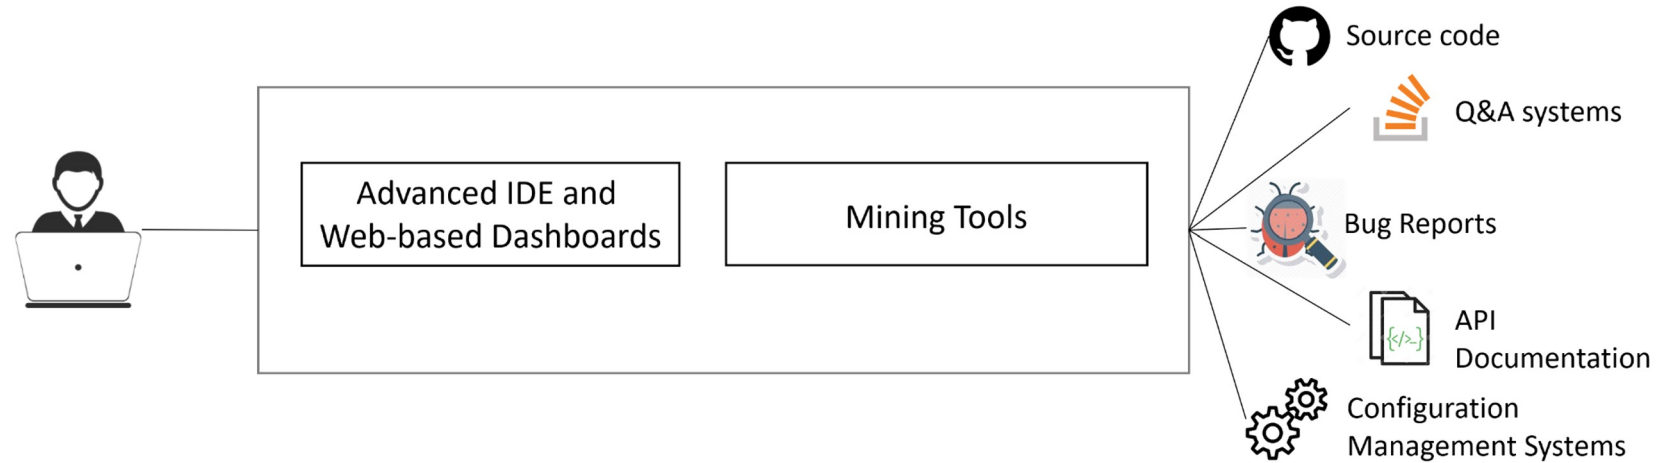 Source code
Q&A systems
Advanced IDE and
Web-based Dashboards
Mining Tools
Bug Reports
API
Documentation
Configuration
Management Systems
{</>_}